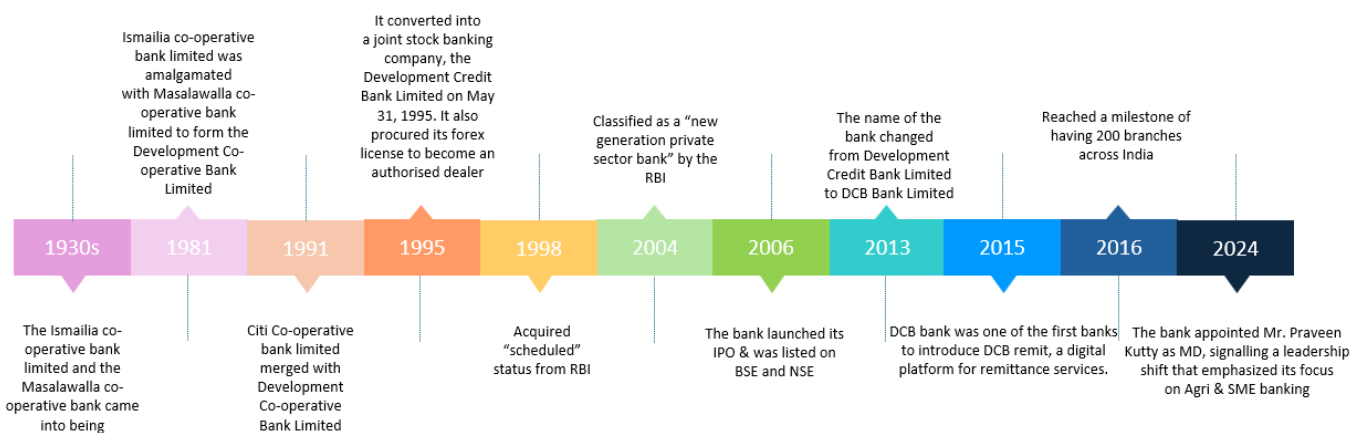 Ismailia co-operative
bank limited was
amalgamated
with Masalawalla co-
operative bank
limited to form the
Development Co-
operative Bank
Limited
It converted into
a joint stock banking
company, the
Development Credit
Bank Limited on May
31, 1995. It also
procured its forex
license to become an
authorised dealer
Classified as a “new
generation private
sector bank” by the
RBI
The name of the
bank changed
from Development
Credit Bank Limited
to DCB Bank Limited
Reached a milestone of
having 200 branches
across India
1930s
1981
1991
1995
1998
2004
2006
2013
2015
2016
2024
The Ismailia co-
operative bank
limited and the
Masalawalla co-
operative bank came
into being
Citi Co-operative
bank limited
merged with
Development
Co-operative
Bank Limited
Acquired
“scheduled”
status from RBI
The bank launched its
IPO & was listed on
BSE and NSE
DCB bank was one of the first banks
to introduce DCB remit, a digital
platform for remittance services.
The bank appointed Mr. Praveen
Kutty as MD, signalling a leadership
shift that emphasized its focus
on Agri & SME banking